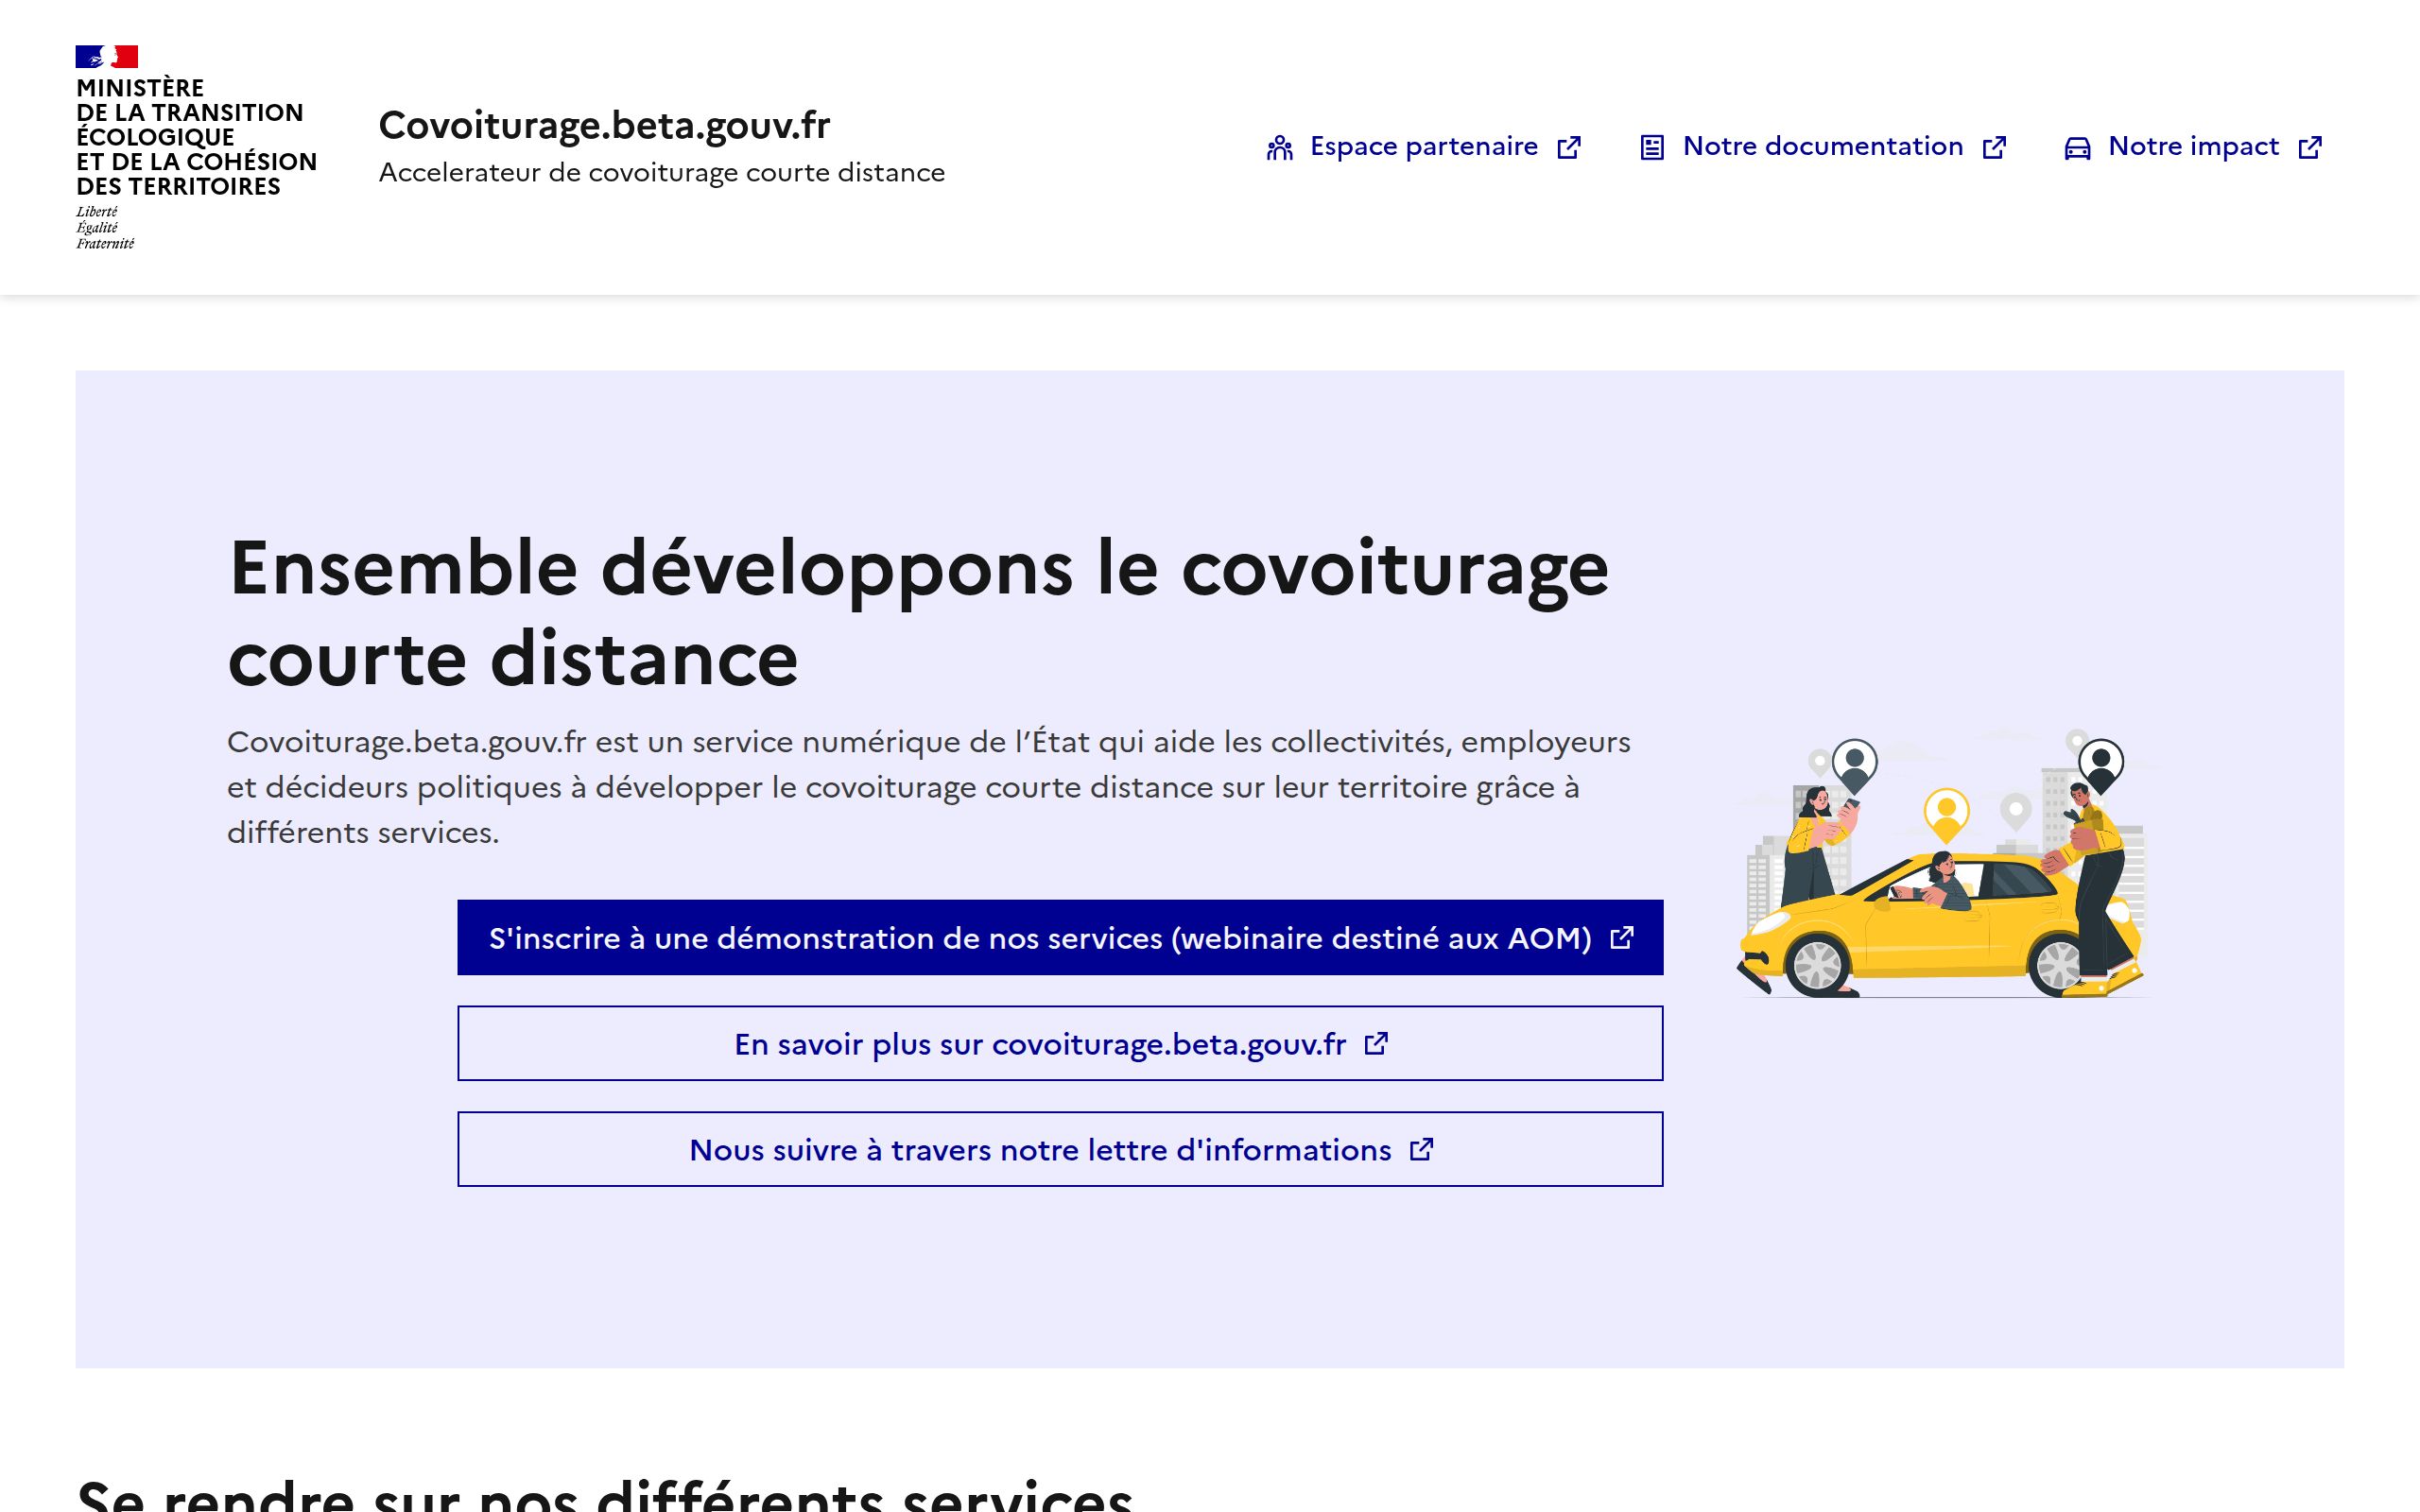 MINISTÈRE
DE LA TRANSITION
ÉCOLOGIQUE
ET DE LA COHÉSION
DES TERRITOIRES
Liberté
Égalité
Fraternité
Covoiturage.beta.gouv.fr
Accelerateur de covoiturage courte distance
Espace partenaire
Notre documentation
Notre impact
Ensemble développons le covoiturage
courte distance
Covoiturage.beta.gouv.fr est un service numérique de l’État qui aide les collectivités, employeurs
et décideurs politiques à développer le covoiturage courte distance sur leur territoire grâce à
différents services.
S'inscrire à une démonstration de nos services (webinaire destiné aux AOM)
En savoir plus sur covoiturage.beta.gouv.fr
Nous suivre à travers notre lettre d'informations
Se rendre sur nos différents services